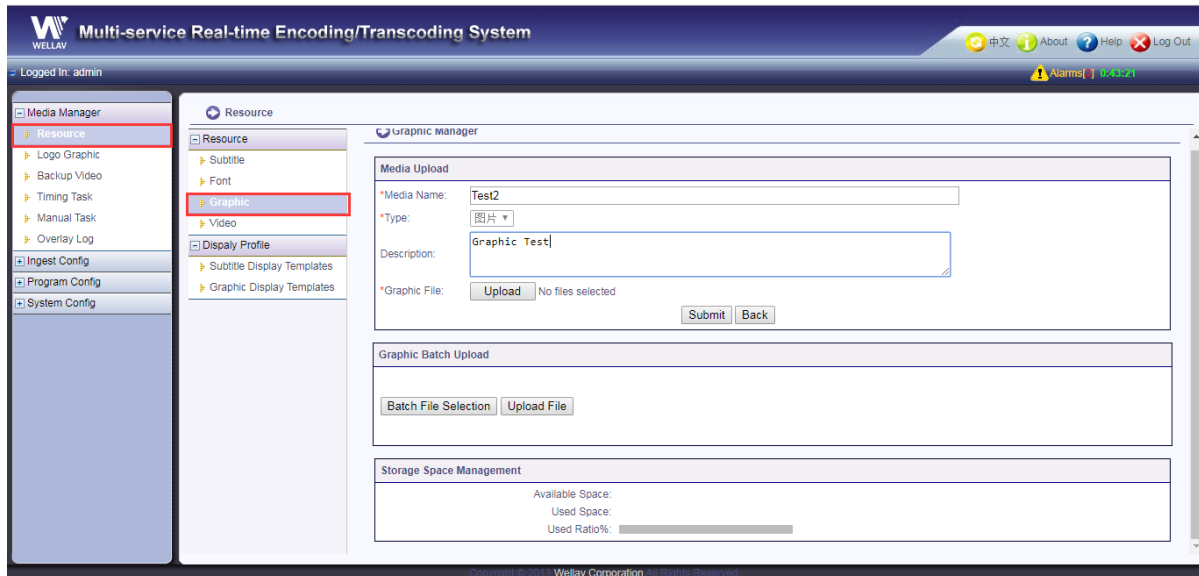 WELLAV
Multi-service Real-time Encoding/Transcoding System
中文 About Help Log Out
Logged In: admin
Alarms[2] 0:43:21
Media Manager
Resource
Logo Graphic
Backup Video
Timing Task
Manual Task
Overlay Log
Ingest Config
Program Config
System Config
Resource
Resource
Subtitle
Font
Graphic
Video
Dispaly Profile
Subtitle Display Templates
Graphic Display Templates
Graphic Manager
Media Upload
*Media Name: Test2
*Type: 图片
Description: Graphic Test
*Graphic File: Upload No files selected
Submit Back
Graphic Batch Upload
Batch File Selection Upload File
Storage Space Management
Available Space:
Used Space:
Used Ratio%:
Copyright © 2013 Wellav Corporation All Rights Reserved